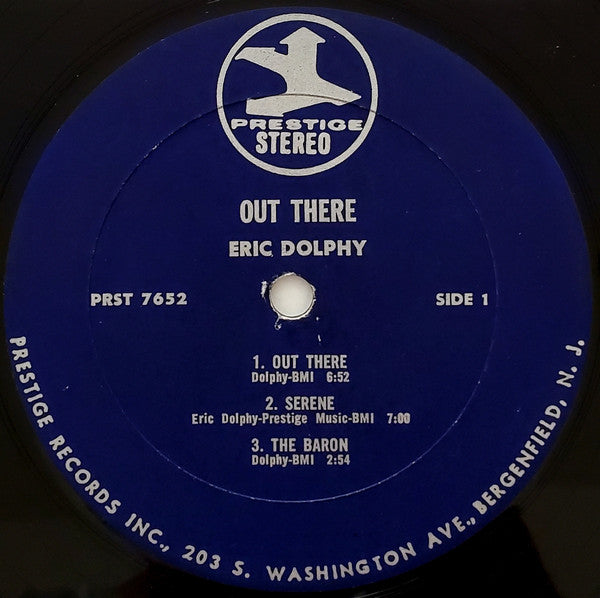 PRESTIGE
STEREO
OUT THERE
ERIC DOLPHY
PRST 7652
SIDE 1
1. OUT THERE
Dolphy-BMI 6:52
2. SERENE
Eric Dolphy-Prestige Music-BMI 7:00
3. THE BARON
Dolphy-BMI 2:54
PRESTIGE RECORDS INC., 203 S. WASHINGTON AVE., BERGENFIELD, N. J.